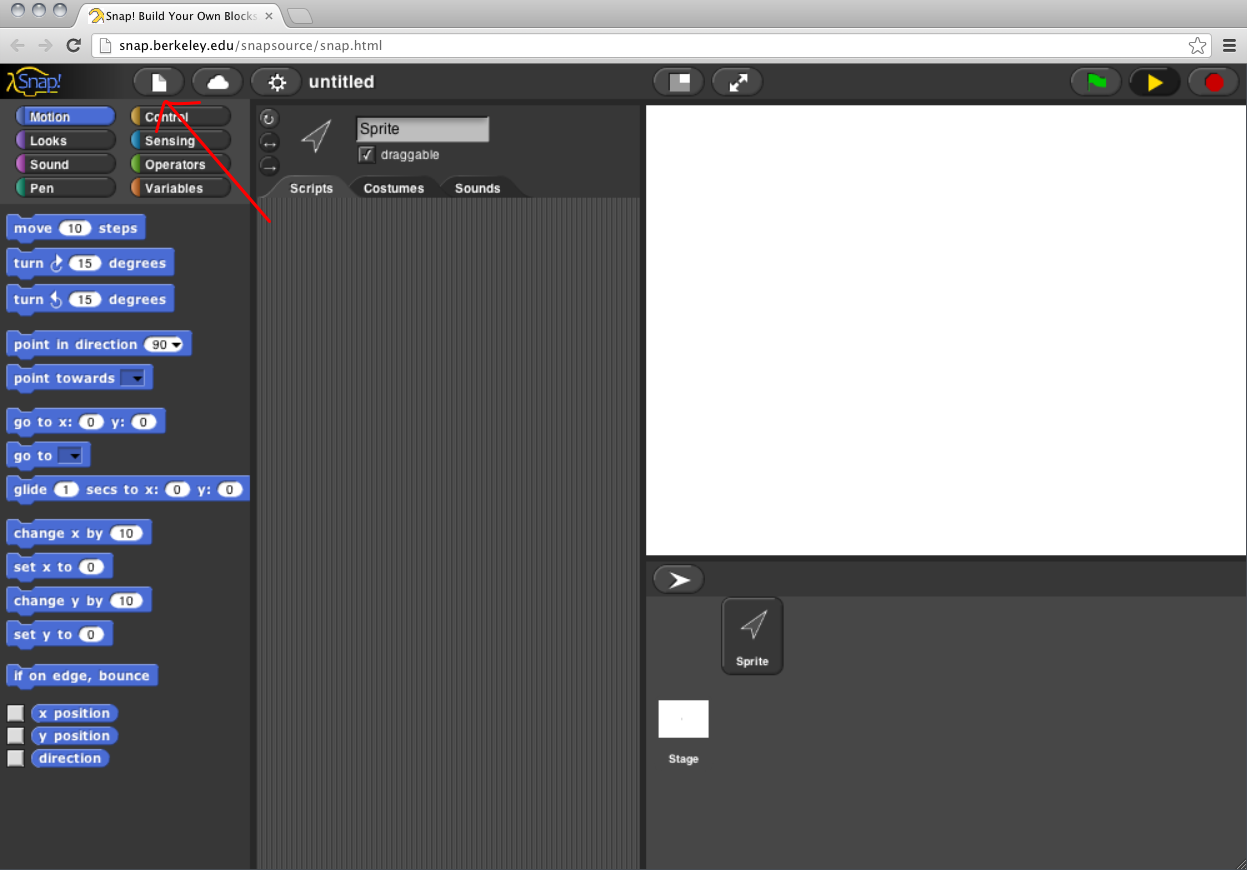 Snap! Build Your Own Blocks
snap.berkeley.edu/snapsource/snap.html
Snap!
untitled
Motion
Control
Looks
Sensing
Sound
Operators
Pen
Variables
Sprite
draggable
Scripts
Costumes
Sounds
move 10 steps
turn 15 degrees
turn 15 degrees
point in direction 90
point towards
go to x: 0 y: 0
go to
glide 1 secs to x: 0 y: 0
change x by 10
set x to 0
change y by 10
set y to 0
if on edge, bounce
x position
y position
direction
Sprite
Stage